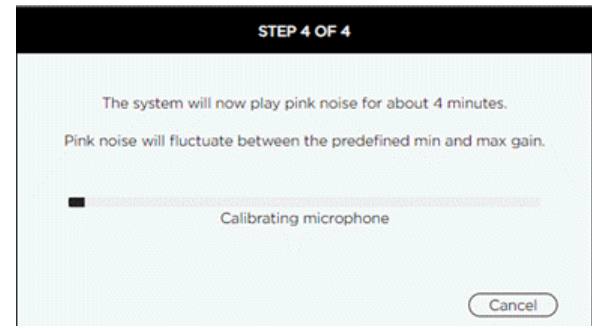 STEP 4 OF 4
The system will now play pink noise for about 4 minutes.
Pink noise will fluctuate between the predefined min and max gain.
Calibrating microphone
Cancel